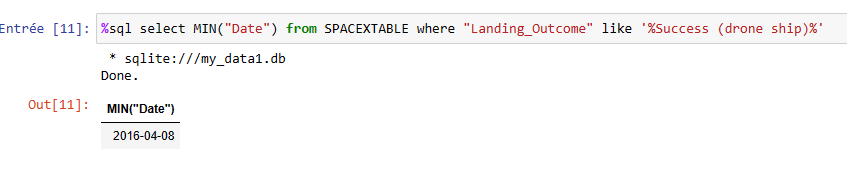 Entrée [11]: %sql select MIN("Date") from SPACEXTABLE where "Landing_Outcome" like '%Success (drone ship)%'
* sqlite:///my_data1.db
Done.
Out[11]: MIN("Date")
2016-04-08